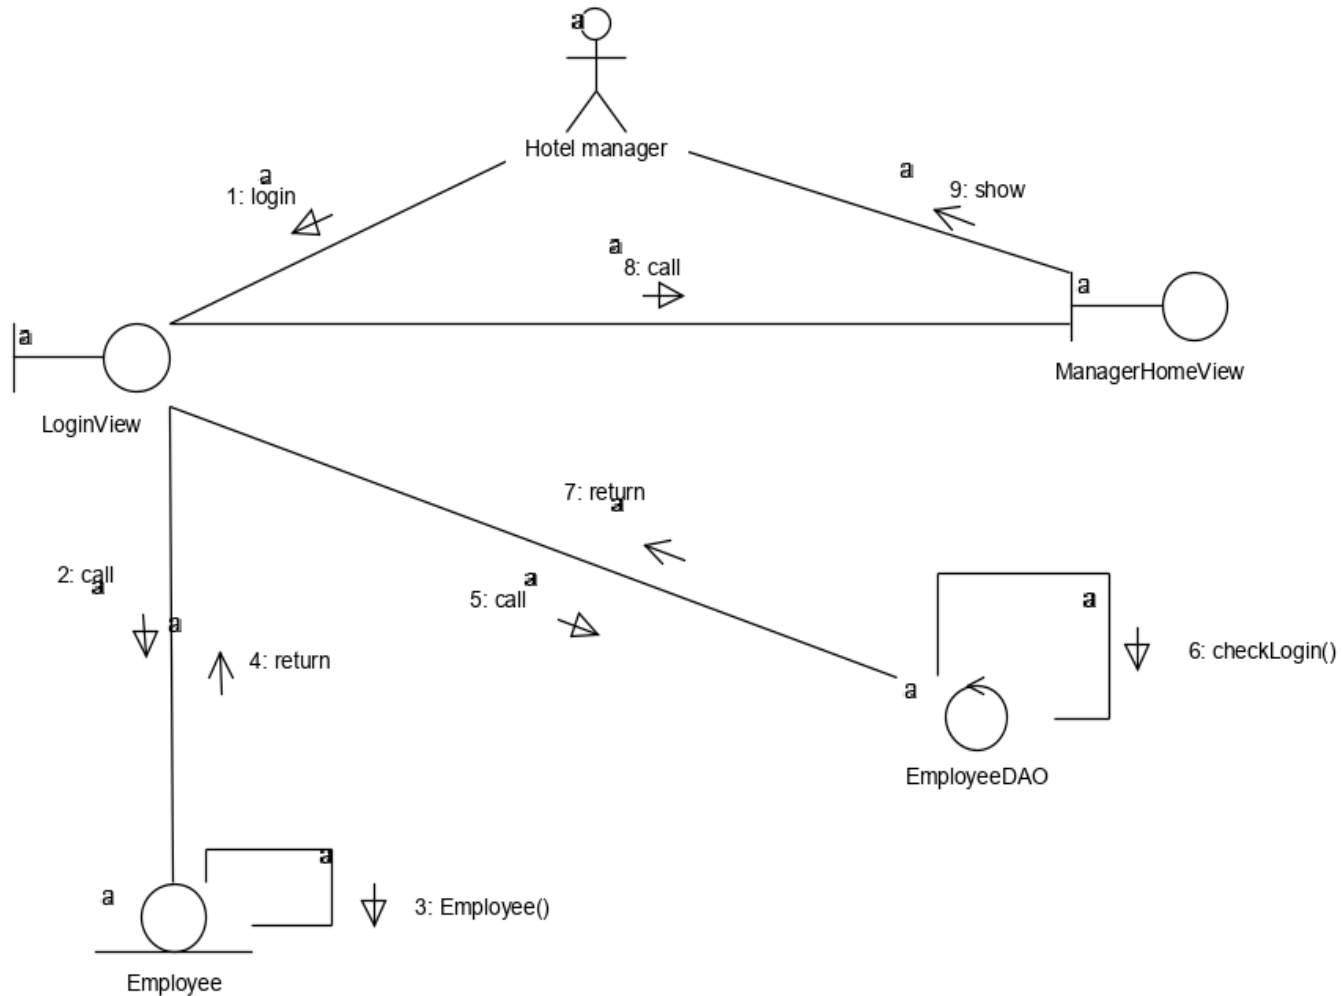 a
Hotel manager
a
1: login
a
9: show
a
8: call
a
a
ManagerHomeView
LoginView
7: return
a
2: call
a
a
5: call
a
4: return
a
6: checkLogin()
a
EmployeeDAO
a
a
3: Employee()
Employee